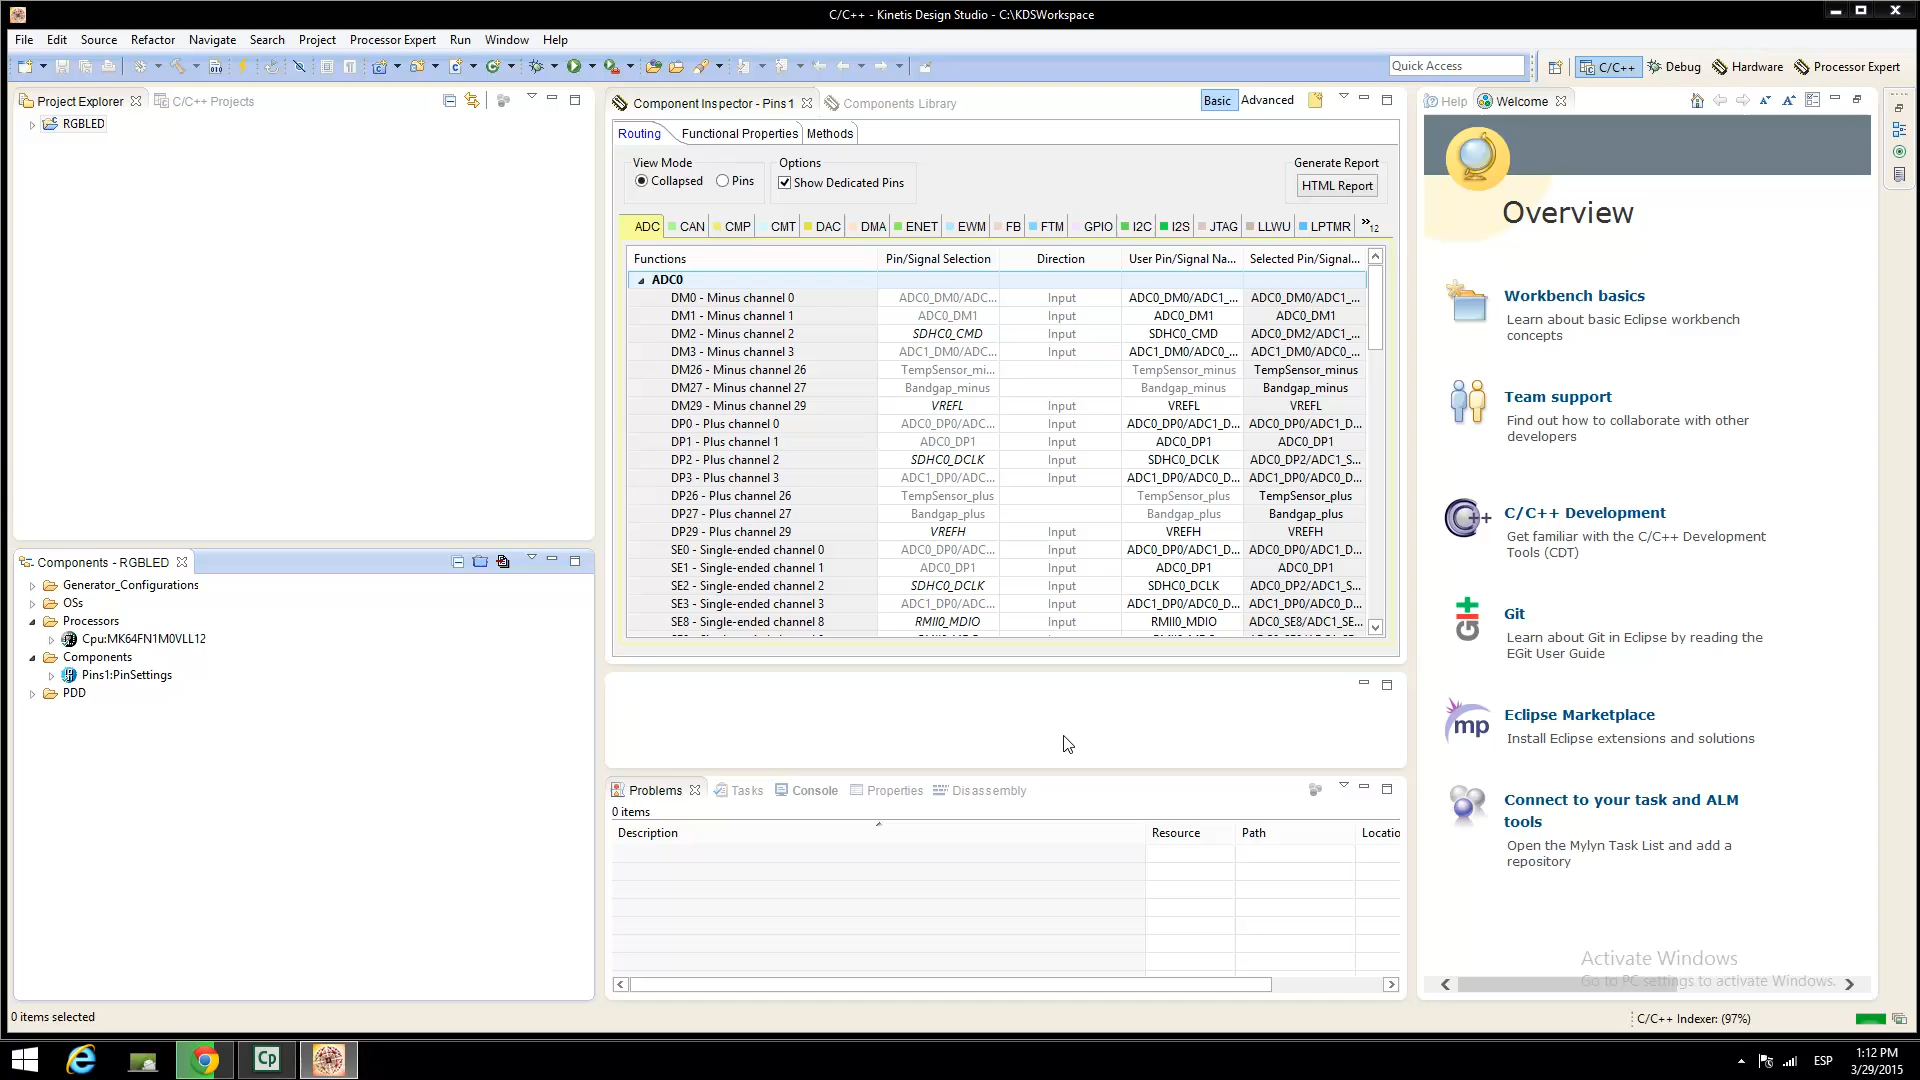 C/C++ - Kinetis Design Studio - C:\KDSWorkspace
File Edit Source Refactor Navigate Search Project Processor Expert Run Window Help
Quick Access
C/C++ Debug Hardware Processor Expert
Project Explorer C/C++ Projects
RGBLED
Components - RGBLED
Generator_Configurations
OSs
Processors
Cpu:MK64FN1M0VLL12
Components
Pins1:PinSettings
PDD
Component Inspector - Pins1 Components Library Basic Advanced
Routing Functional Properties Methods
View Mode Options Generate Report
Collapsed Pins Show Dedicated Pins HTML Report
ADC CAN CMP CMT DAC DMA ENET EWM FB FTM GPIO I2C I2S JTAG LLWU LPTMR »12
Functions Pin/Signal Selection Direction User Pin/Signal Na... Selected Pin/Signal...
ADC0
DM0 - Minus channel 0 ADC0_DM0/ADC... Input ADC0_DM0/ADC1_... ADC0_DM0/ADC1_...
DM1 - Minus channel 1 ADC0_DM1 Input ADC0_DM1 ADC0_DM1
DM2 - Minus channel 2 SDHC0_CMD Input SDHC0_CMD ADC0_DM2/ADC1_...
DM3 - Minus channel 3 ADC1_DM0/ADC... Input ADC1_DM0/ADC0_... ADC1_DM0/ADC0_...
DM26 - Minus channel 26 TempSensor_mi... TempSensor_minus TempSensor_minus
DM27 - Minus channel 27 Bandgap_minus Bandgap_minus Bandgap_minus
DM29 - Minus channel 29 VREFL Input VREFL VREFL
DP0 - Plus channel 0 ADC0_DP0/ADC... Input ADC0_DP0/ADC1_D... ADC0_DP0/ADC1_D...
DP1 - Plus channel 1 ADC0_DP1 Input ADC0_DP1 ADC0_DP1
DP2 - Plus channel 2 SDHC0_DCLK Input SDHC0_DCLK ADC0_DP2/ADC1_S...
DP3 - Plus channel 3 ADC1_DP0/ADC... Input ADC1_DP0/ADC0_D... ADC1_DP0/ADC0_D...
DP26 - Plus channel 26 TempSensor_plus TempSensor_plus TempSensor_plus
DP27 - Plus channel 27 Bandgap_plus Bandgap_plus Bandgap_plus
DP29 - Plus channel 29 VREFH Input VREFH VREFH
SE0 - Single-ended channel 0 ADC0_DP0/ADC... Input ADC0_DP0/ADC1_D... ADC0_DP0/ADC1_D...
SE1 - Single-ended channel 1 ADC0_DP1 Input ADC0_DP1 ADC0_DP1
SE2 - Single-ended channel 2 SDHC0_DCLK Input SDHC0_DCLK ADC0_DP2/ADC1_S...
SE3 - Single-ended channel 3 ADC1_DP0/ADC... Input ADC1_DP0/ADC0_D... ADC1_DP0/ADC0_D...
SE8 - Single-ended channel 8 RMII0_MDIO Input RMII0_MDIO ADC0_SE8/ADC1_SE...
Problems Tasks Console Properties Disassembly
0 items
Description Resource Path Locatio
Help Welcome
Overview
Workbench basics
Learn about basic Eclipse workbench
concepts
Team support
Find out how to collaborate with other
developers
C/C++ Development
Get familiar with the C/C++ Development
Tools (CDT)
Git
Learn about Git in Eclipse by reading the
EGit User Guide
mp
Eclipse Marketplace
Install Eclipse extensions and solutions
Connect to your task and ALM
tools
Open the Mylyn Task List and add a
repository
Activate Windows
Go to PC settings to activate Windows.
0 items selected
C/C++ Indexer: (97%)
Cp
ESP
1:12 PM
3/29/2015